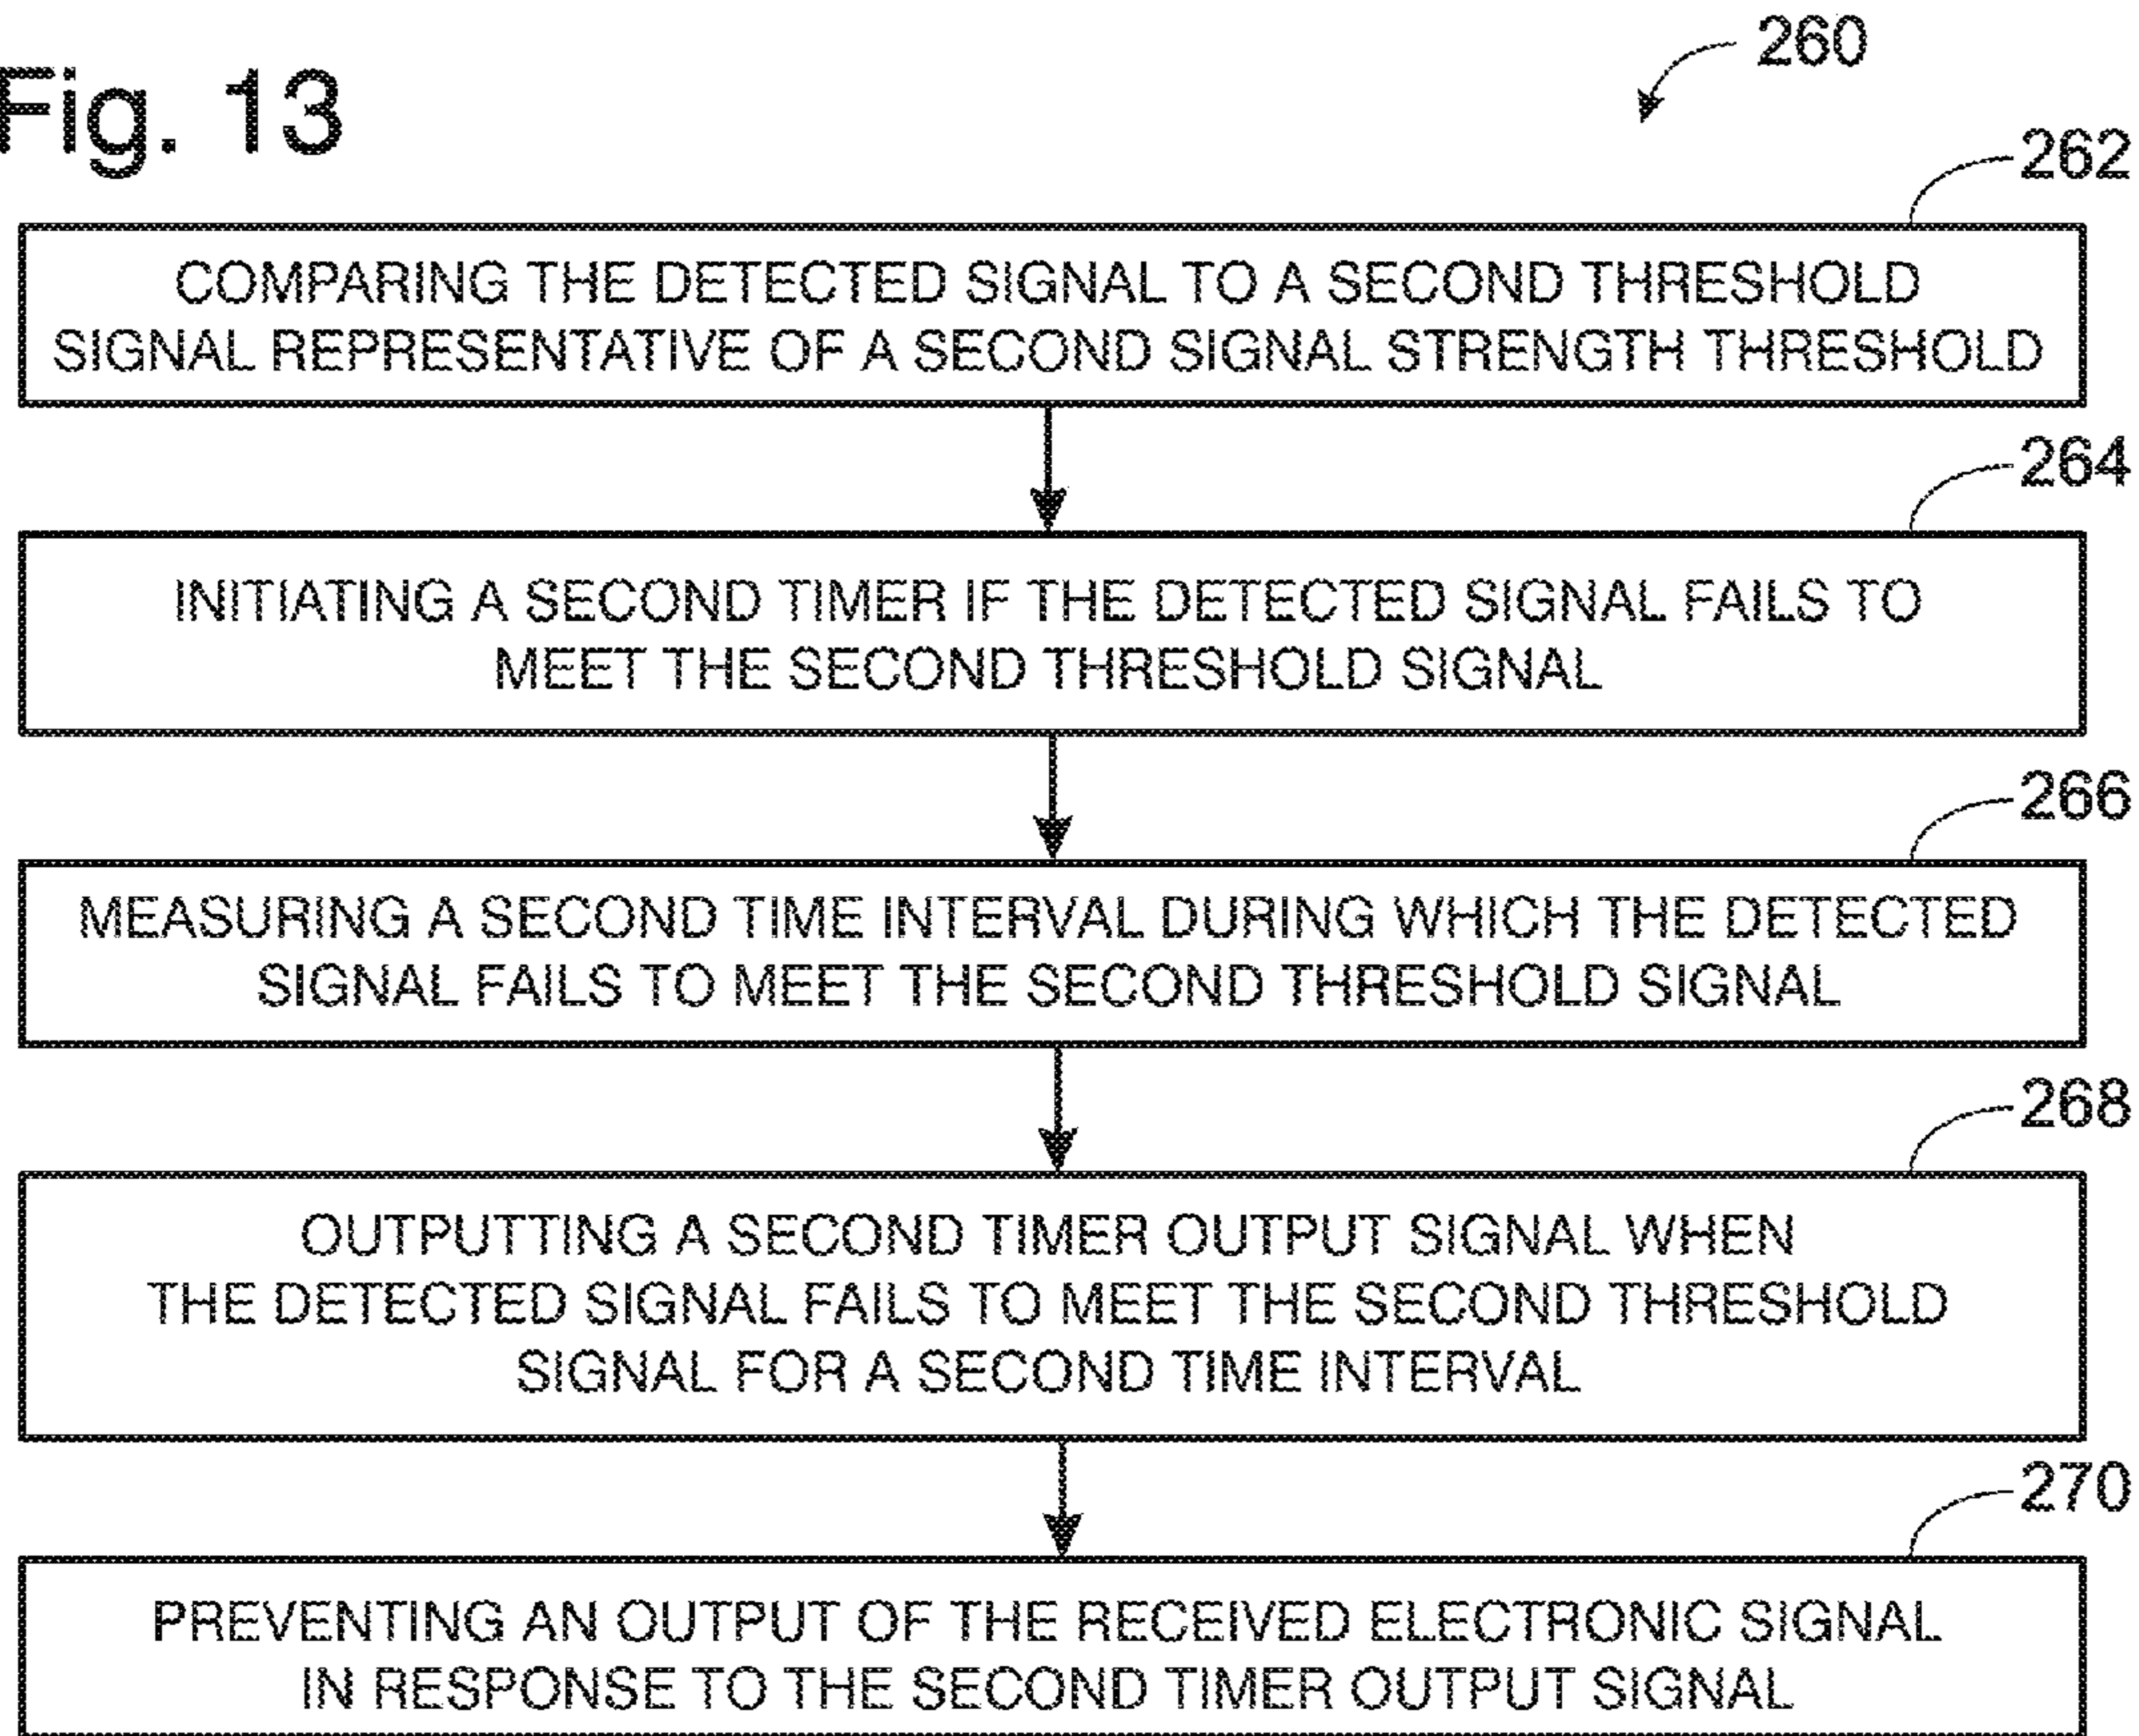 Fig. 13
260
262
COMPARING THE DETECTED SIGNAL TO A SECOND THRESHOLD
SIGNAL REPRESENTATIVE OF A SECOND SIGNAL STRENGTH THRESHOLD
264
INITIATING A SECOND TIMER IF THE DETECTED SIGNAL FAILS TO
MEET THE SECOND THRESHOLD SIGNAL
266
MEASURING A SECOND TIME INTERVAL DURING WHICH THE DETECTED
SIGNAL FAILS TO MEET THE SECOND THRESHOLD SIGNAL
268
OUTPUTTING A SECOND TIMER OUTPUT SIGNAL WHEN
THE DETECTED SIGNAL FAILS TO MEET THE SECOND THRESHOLD
SIGNAL FOR A SECOND TIME INTERVAL
270
PREVENTING AN OUTPUT OF THE RECEIVED ELECTRONIC SIGNAL
IN RESPONSE TO THE SECOND TIMER OUTPUT SIGNAL